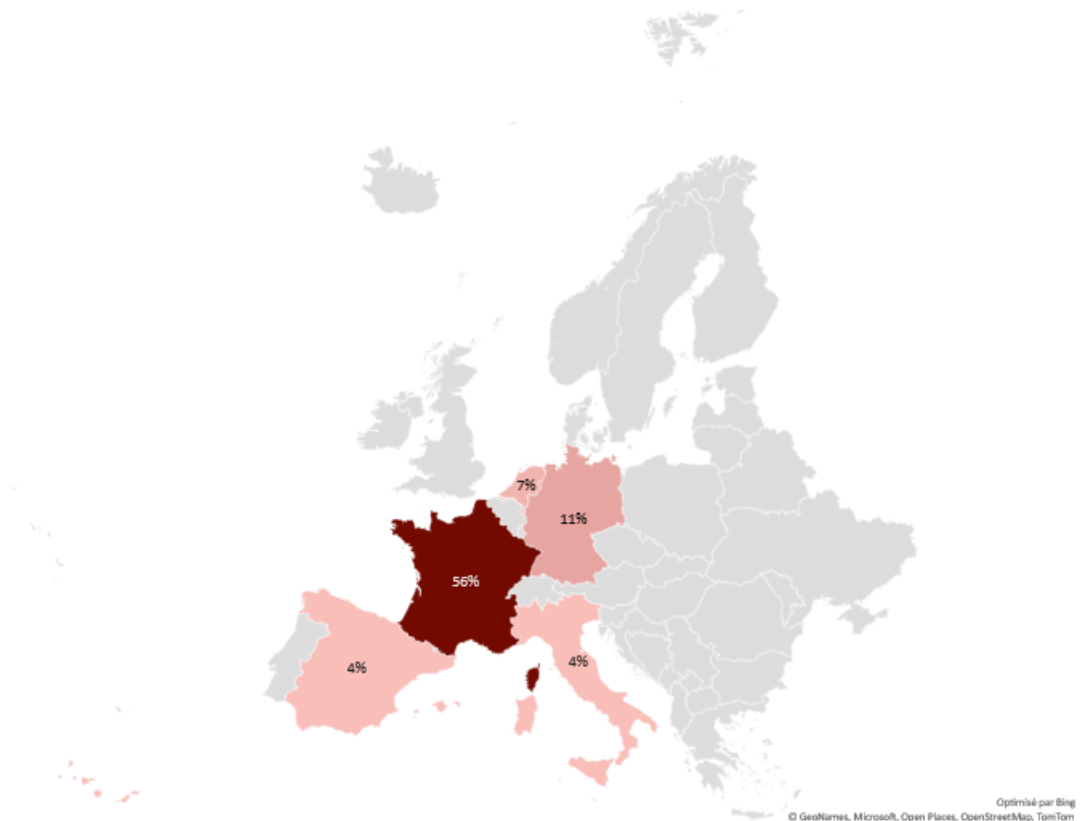 7%
11%
56%
4%
4%
Optimisé par Bing
© GeoNames, Microsoft, Open Places, OpenStreetMap, TomTom